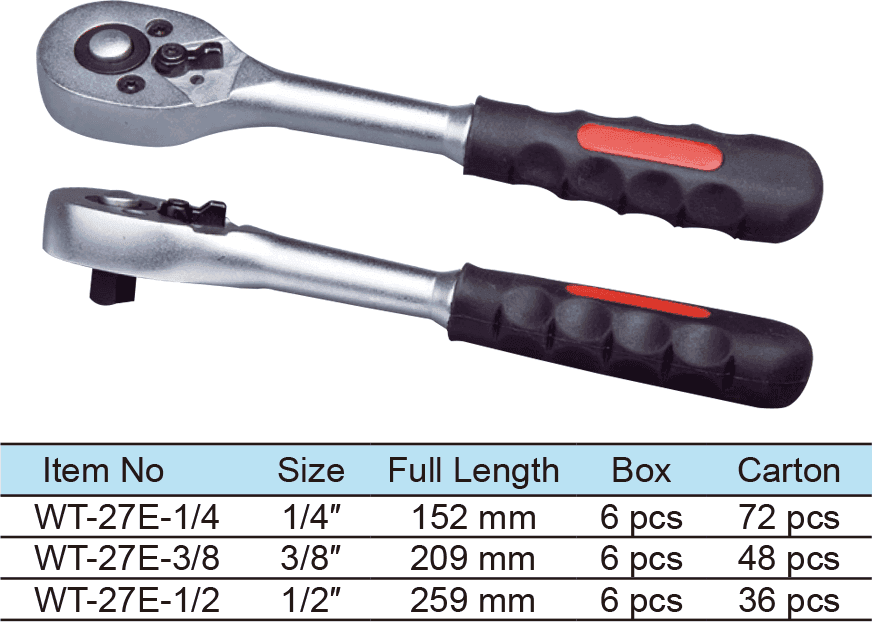 Item No Size Full Length Box Carton
WT-27E-1/4 1/4″ 152 mm 6 pcs 72 pcs
WT-27E-3/8 3/8″ 209 mm 6 pcs 48 pcs
WT-27E-1/2 1/2″ 259 mm 6 pcs 36 pcs